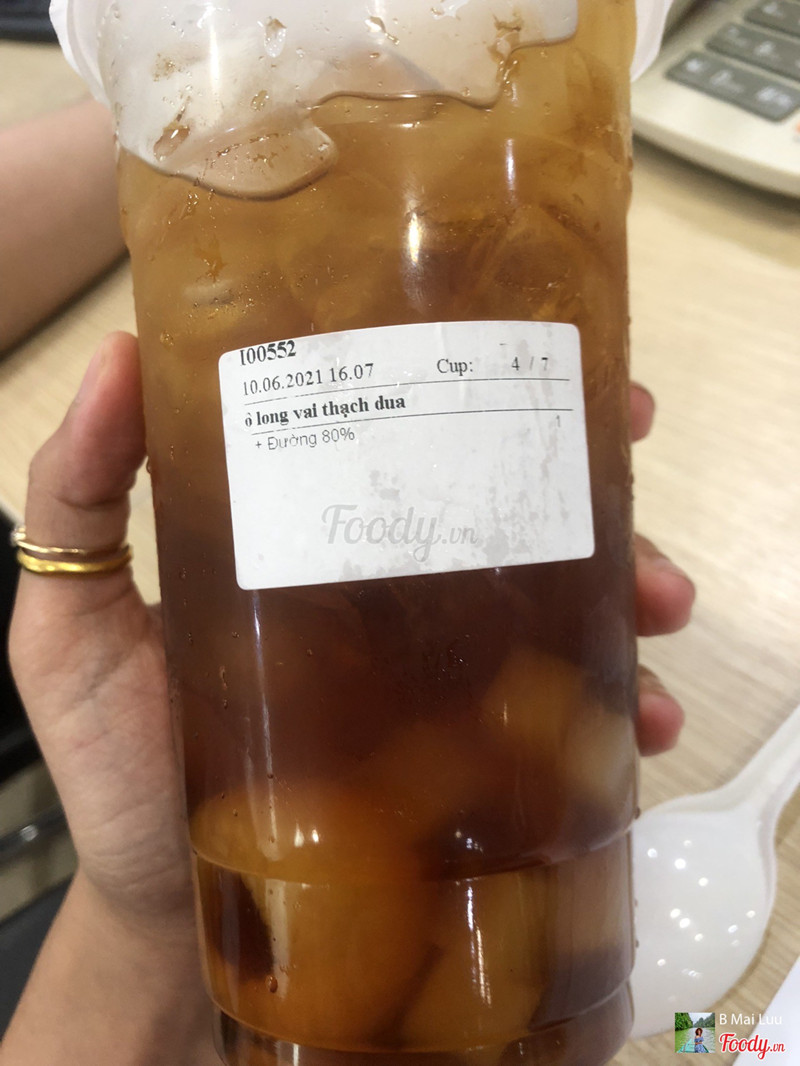 I00552
10.06.2021 16.07 Cup: 4 / 7
ô long vai thạch dua 1
+ Đường 80%
Foody.vn
B Mai Luu
Foody.vn